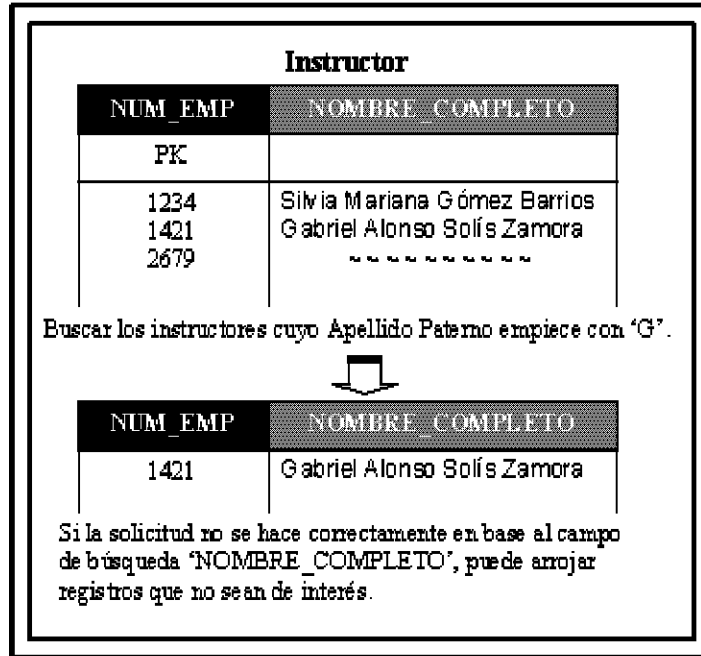 Instructor
NUM_EMP NOMBRE_COMPLETO
PK
1234 Silvia Mariana Gómez Barrios
1421 Gabriel Alonso Solís Zamora
2679 ~ ~ ~ ~ ~ ~ ~ ~ ~ ~
Buscar los instructores cuyo Apellido Paterno empiece con ‘G’.
NUM_EMP NOMBRE_COMPLETO
1421 Gabriel Alonso Solís Zamora
Si la solicitud no se hace correctamente en base al campo
de búsqueda ‘NOMBRE_COMPLETO’, puede arrojar
registros que no sean de interés.